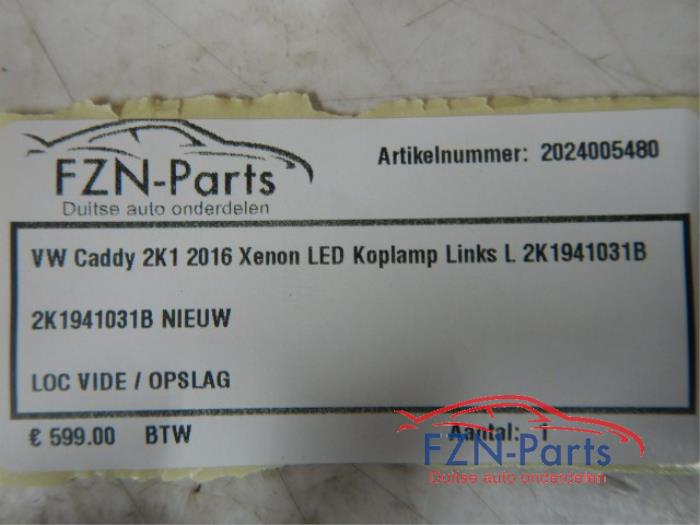 FZN-Parts
Duitse auto onderdelen
Artikelnummer: 2024005480
VW Caddy 2K1 2016 Xenon LED Koplamp Links L 2K1941031B
2K1941031B NIEUW
LOC VIDE / OPSLAG
€ 599.00 BTW
Aantal: 1
FZN-Parts
Duitse auto onderdelen